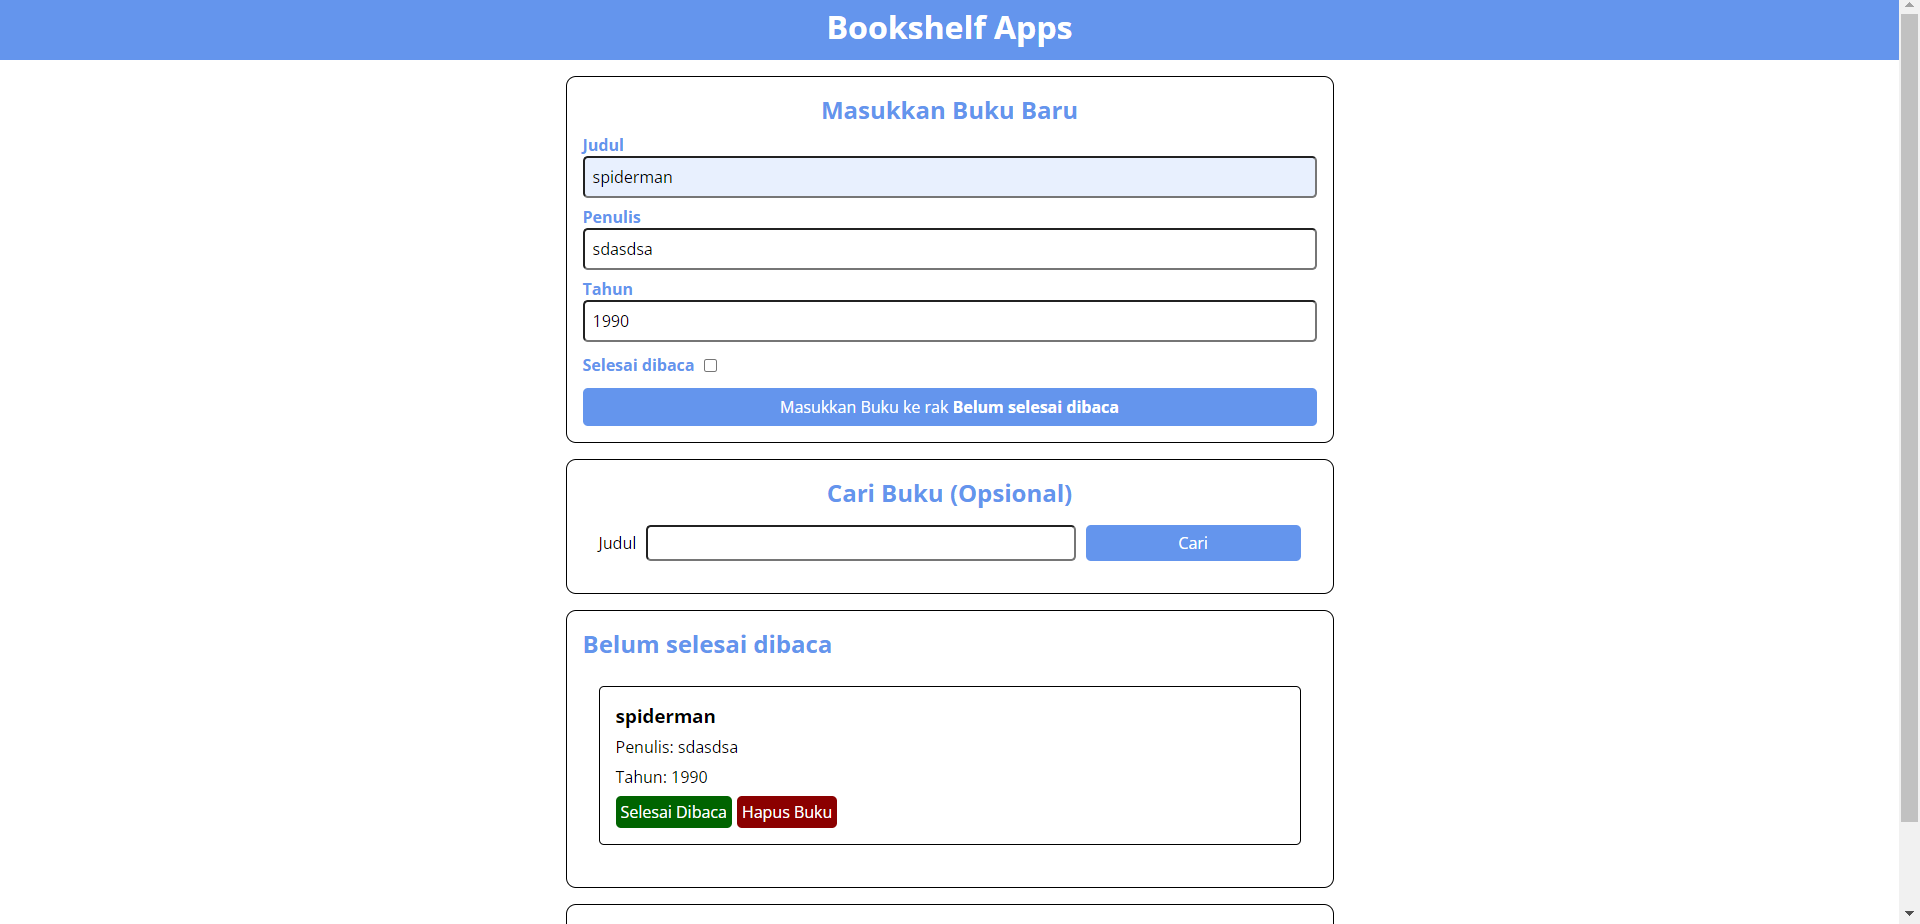 Bookshelf Apps
Masukkan Buku Baru
Judul
spiderman
Penulis
sdasdsa
Tahun
1990
Selesai dibaca
Masukkan Buku ke rak Belum selesai dibaca
Cari Buku (Opsional)
Judul
Cari
Belum selesai dibaca
spiderman
Penulis: sdasdsa
Tahun: 1990
Selesai Dibaca Hapus Buku